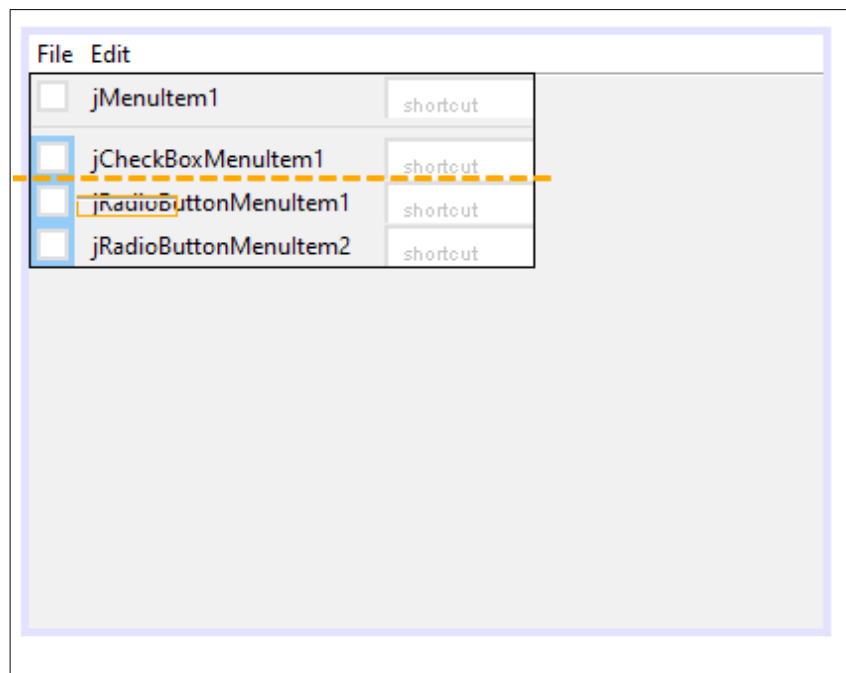 File Edit
jMenuItem1 shortcut
jCheckBoxMenuItem1 shortcut
jRadioButtonMenuItem1 shortcut
jRadioButtonMenuItem2 shortcut